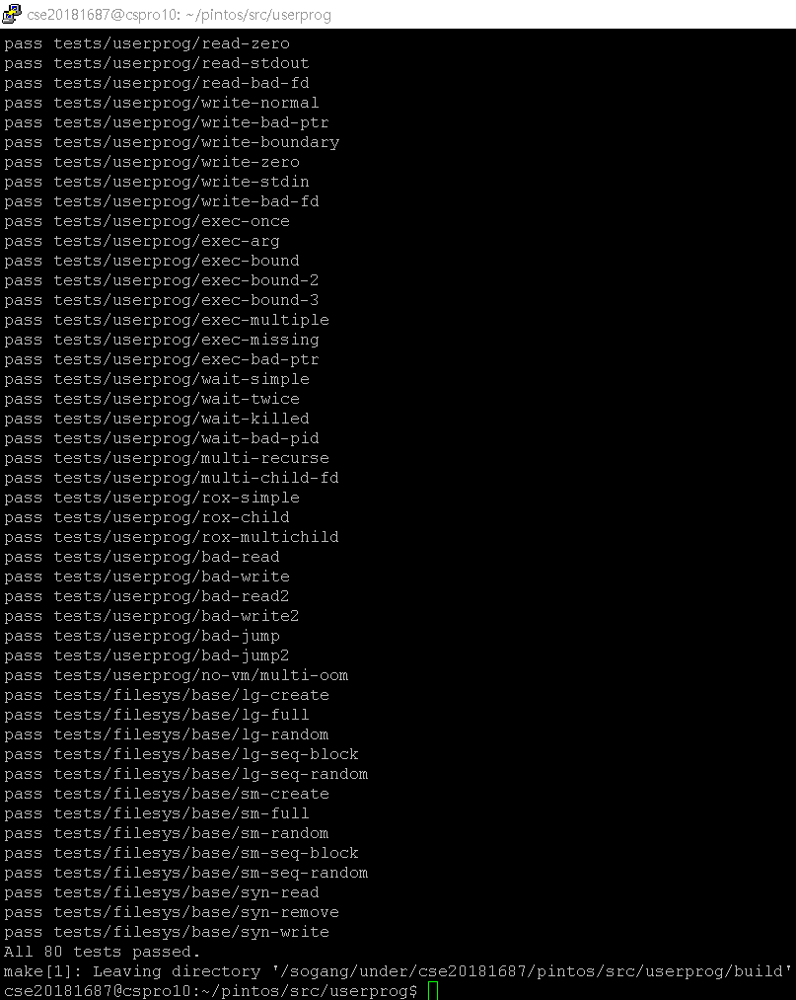 cse20181687@cspro10: ~/pintos/src/userprog
pass tests/userprog/read-zero
pass tests/userprog/read-stdout
pass tests/userprog/read-bad-fd
pass tests/userprog/write-normal
pass tests/userprog/write-bad-ptr
pass tests/userprog/write-boundary
pass tests/userprog/write-zero
pass tests/userprog/write-stdin
pass tests/userprog/write-bad-fd
pass tests/userprog/exec-once
pass tests/userprog/exec-arg
pass tests/userprog/exec-bound
pass tests/userprog/exec-bound-2
pass tests/userprog/exec-bound-3
pass tests/userprog/exec-multiple
pass tests/userprog/exec-missing
pass tests/userprog/exec-bad-ptr
pass tests/userprog/wait-simple
pass tests/userprog/wait-twice
pass tests/userprog/wait-killed
pass tests/userprog/wait-bad-pid
pass tests/userprog/multi-recurse
pass tests/userprog/multi-child-fd
pass tests/userprog/rox-simple
pass tests/userprog/rox-child
pass tests/userprog/rox-multichild
pass tests/userprog/bad-read
pass tests/userprog/bad-write
pass tests/userprog/bad-read2
pass tests/userprog/bad-write2
pass tests/userprog/bad-jump
pass tests/userprog/bad-jump2
pass tests/userprog/no-vm/multi-oom
pass tests/filesys/base/lg-create
pass tests/filesys/base/lg-full
pass tests/filesys/base/lg-random
pass tests/filesys/base/lg-seq-block
pass tests/filesys/base/lg-seq-random
pass tests/filesys/base/sm-create
pass tests/filesys/base/sm-full
pass tests/filesys/base/sm-random
pass tests/filesys/base/sm-seq-block
pass tests/filesys/base/sm-seq-random
pass tests/filesys/base/syn-read
pass tests/filesys/base/syn-remove
pass tests/filesys/base/syn-write
All 80 tests passed.
make[1]: Leaving directory '/sogang/under/cse20181687/pintos/src/userprog/build'
cse20181687@cspro10:~/pintos/src/userprog$